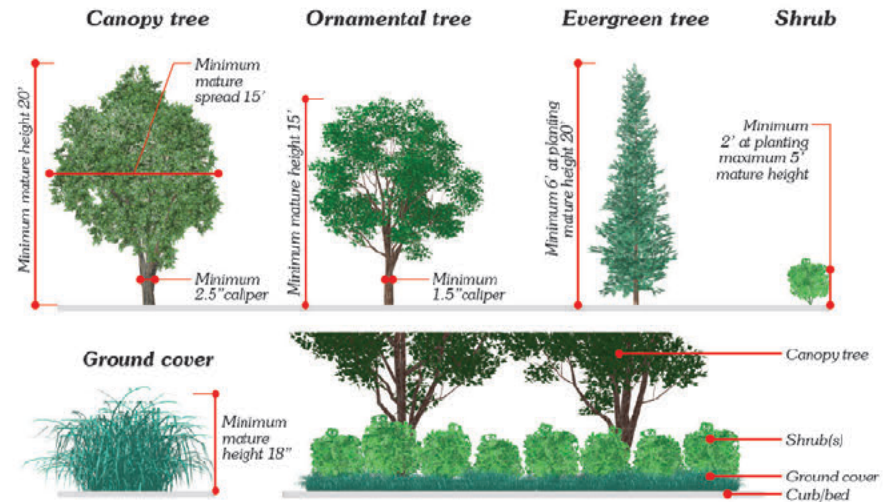 Canopy tree
Ornamental tree
Evergreen tree
Shrub
Minimum mature height 20'
Minimum
mature
spread 15'
Minimum
2.5" caliper
Minimum mature height 15'
Minimum
1.5" caliper
Minimum 6' at planting
mature height 20'
Minimum
2' at planting
maximum 5'
mature height
Ground cover
Minimum
mature
height 18"
Canopy tree
Shrub(s)
Ground cover
Curb/bed